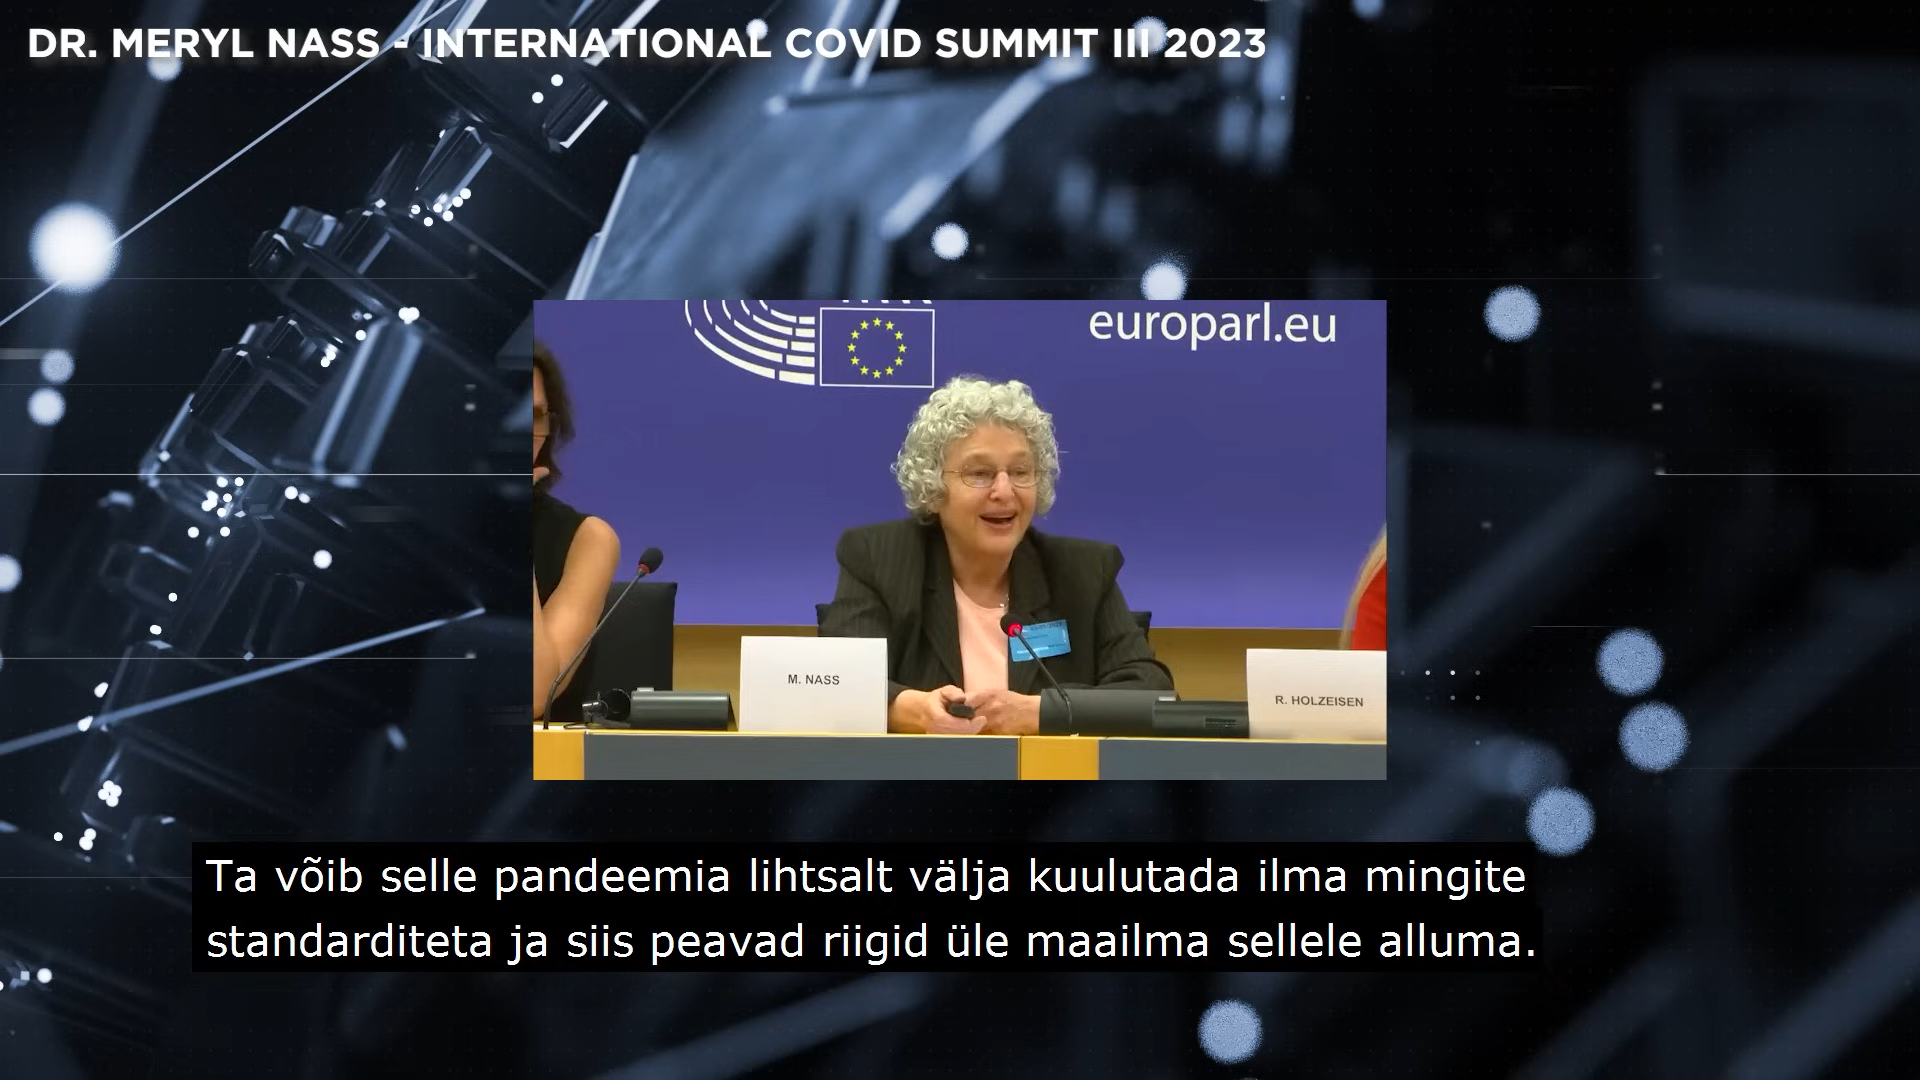 DR. MERYL NASS - INTERNATIONAL COVID SUMMIT III 2023
europarl.eu
M. NASS
R. HOLZEISEN
Ta võib selle pandeemia lihtsalt välja kuulutada ilma mingite
standarditeta ja siis peavad riigid üle maailma sellele alluma.